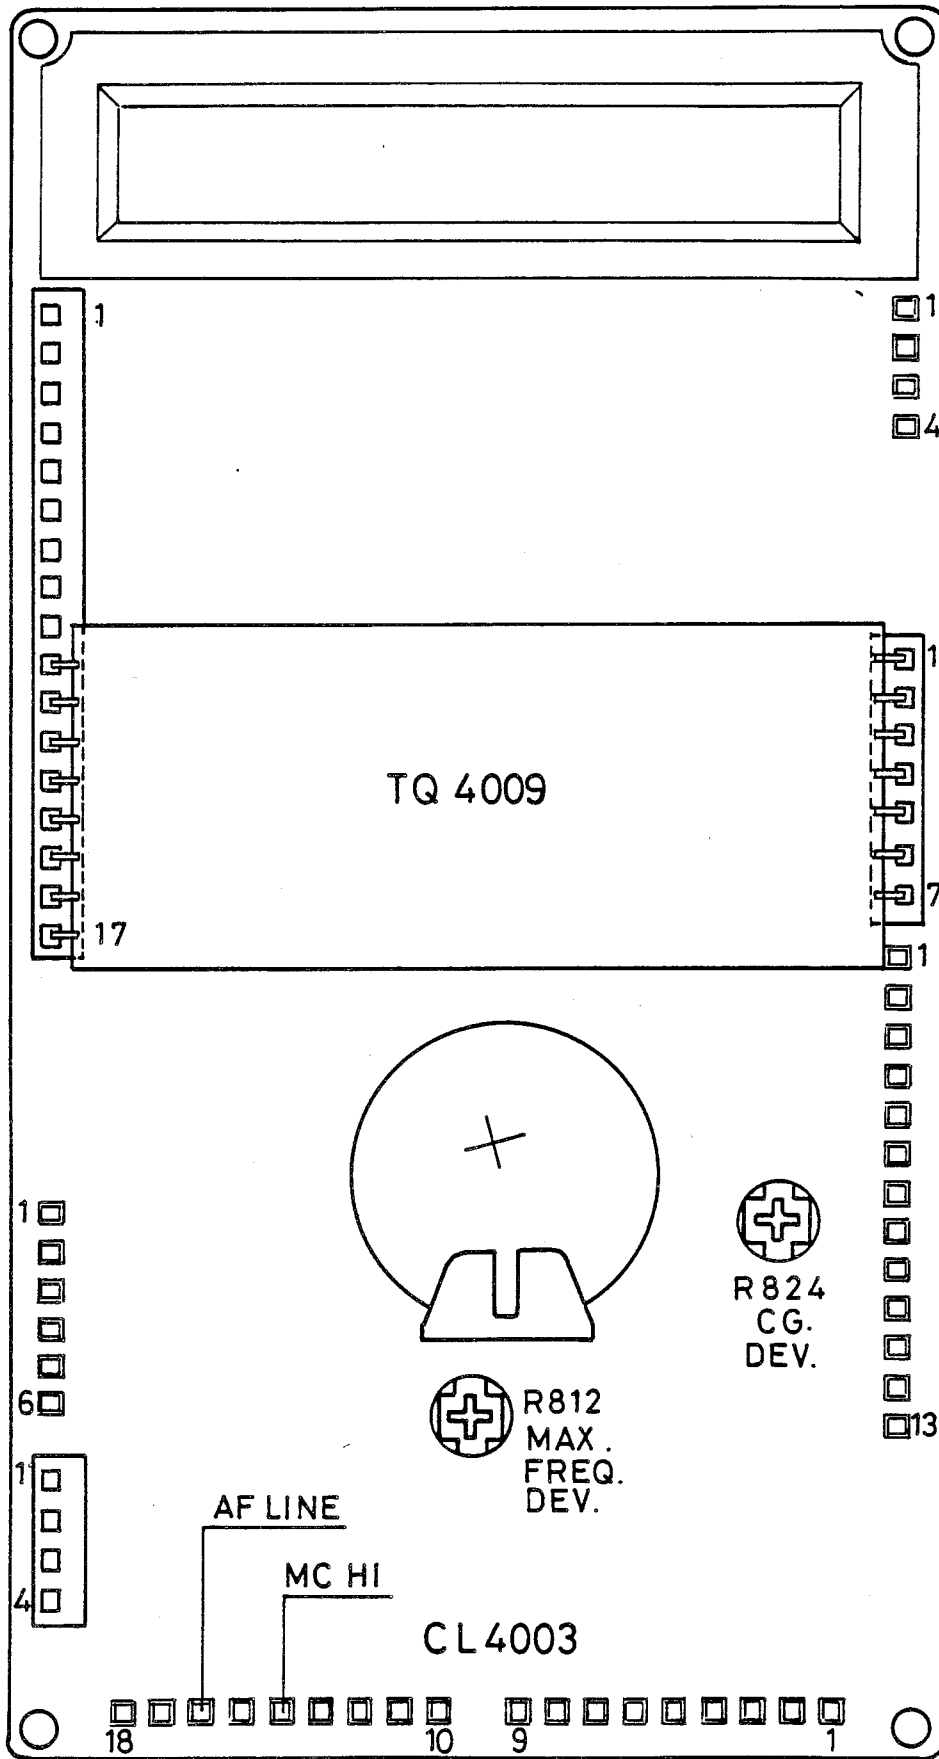 1
1
4
1
TQ 4009
7
17
1
1
R824
CG.
DEV.
6
R812
MAX.
FREQ.
DEV.
13
1
AF LINE
MC HI
4
CL4003
18
10
9
1